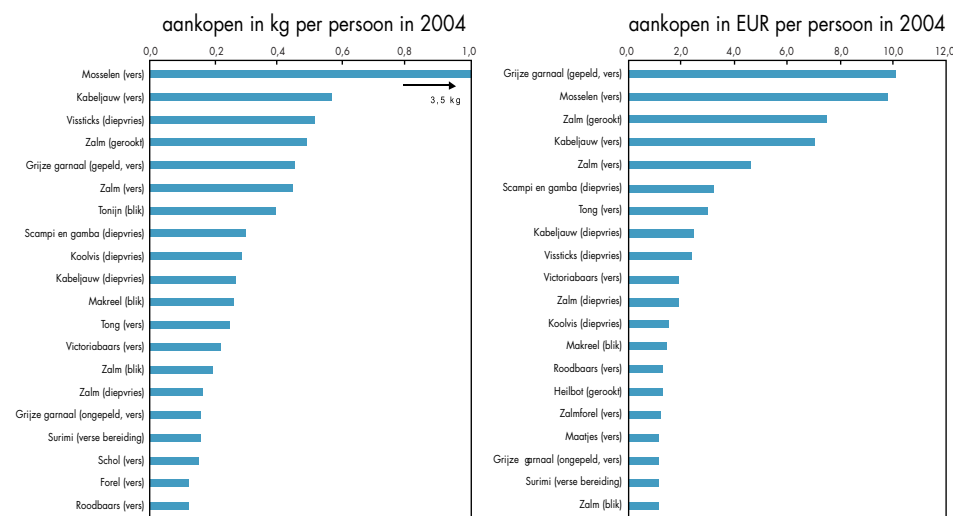 aankopen in kg per persoon in 2004
0,0 0,2 0,4 0,6 0,8 1,0
Mosselen (vers)
3,5 kg
Kabeljauw (vers)
Vissticks (diepvries)
Zalm (gerookt)
Grijze garnaal (gepeld, vers)
Zalm (vers)
Tonijn (blik)
Scampi en gamba (diepvries)
Koolvis (diepvries)
Kabeljauw (diepvries)
Makreel (blik)
Tong (vers)
Victoriabaars (vers)
Zalm (blik)
Zalm (diepvries)
Grijze garnaal (ongepeld, vers)
Surimi (verse bereiding)
Schol (vers)
Forel (vers)
Roodbaars (vers)
aankopen in EUR per persoon in 2004
0,0 2,0 4,0 6,0 8,0 10,0 12,0
Grijze garnaal (gepeld, vers)
Mosselen (vers)
Zalm (gerookt)
Kabeljauw (vers)
Zalm (vers)
Scampi en gamba (diepvries)
Tong (vers)
Kabeljauw (diepvries)
Vissticks (diepvries)
Victoriabaars (vers)
Zalm (diepvries)
Koolvis (diepvries)
Makreel (blik)
Roodbaars (vers)
Heilbot (gerookt)
Zalmforel (vers)
Maatjes (vers)
Grijze garnaal (ongepeld, vers)
Surimi (verse bereiding)
Zalm (blik)